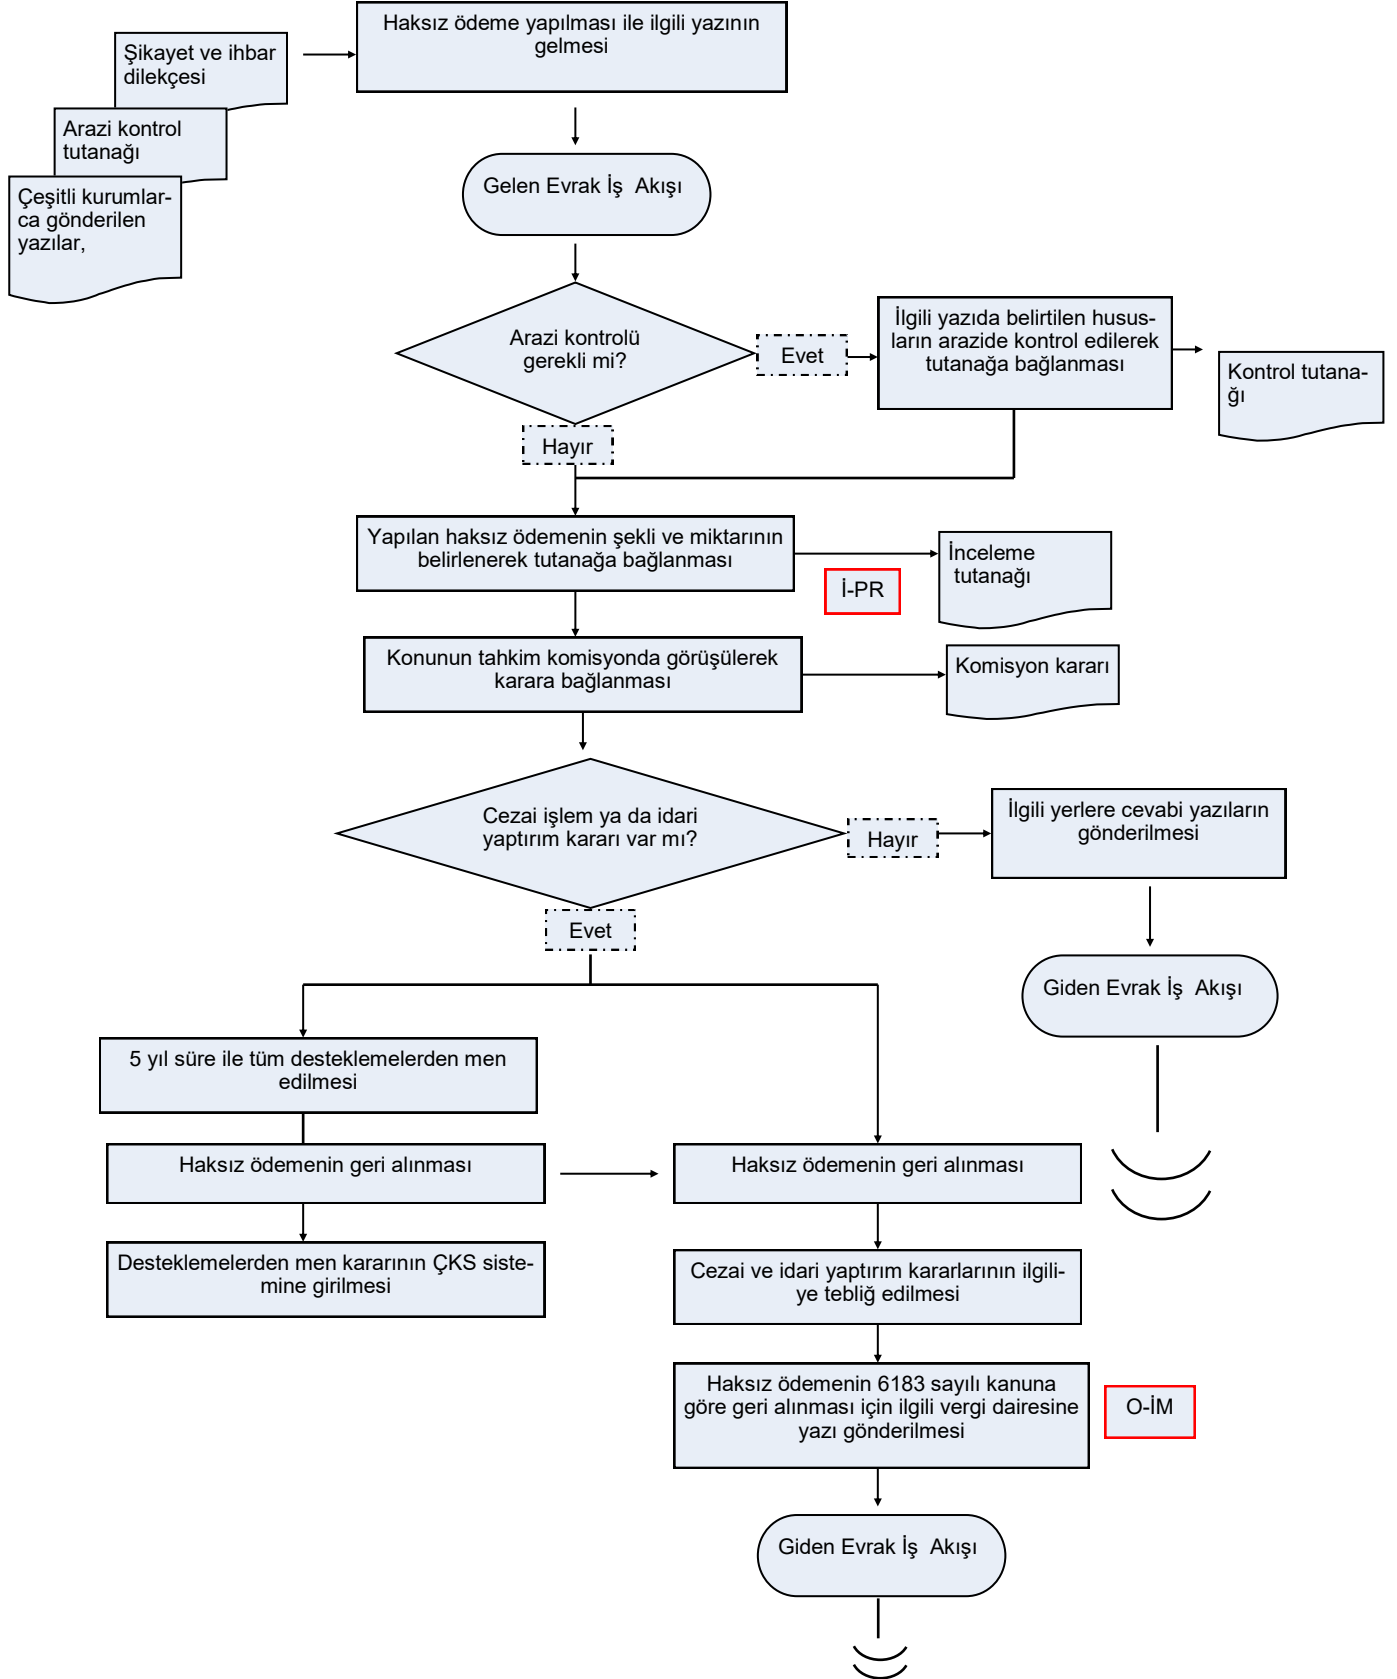 Haksız ödeme yapılması ile ilgili yazının
gelmesi
Şikayet ve ihbar
dilekçesi
Arazi kontrol
tutanağı
Çeşitli kurumlar-
ca gönderilen
yazılar,
Gelen Evrak İş Akışı
Arazi kontrolü
gerekli mi?
Evet
İlgili yazıda belirtilen husus-
ların arazide kontrol edilerek
tutanağa bağlanması
Kontrol tutana-
ğı
Hayır
Yapılan haksız ödemenin şekli ve miktarının
belirlenerek tutanağa bağlanması
İ-PR
İnceleme
tutanağı
Konunun tahkim komisyonda görüşülerek
karara bağlanması
Komisyon kararı
Cezai işlem ya da idari
yaptırım kararı var mı?
Hayır
İlgili yerlere cevabi yazıların
gönderilmesi
Evet
Giden Evrak İş Akışı
5 yıl süre ile tüm desteklemelerden men
edilmesi
Haksız ödemenin geri alınması
Haksız ödemenin geri alınması
Desteklemelerden men kararının ÇKS siste-
mine girilmesi
Cezai ve idari yaptırım kararlarının ilgili-
ye tebliğ edilmesi
Haksız ödemenin 6183 sayılı kanuna
göre geri alınması için ilgili vergi dairesine
yazı gönderilmesi
O-İM
Giden Evrak İş Akışı